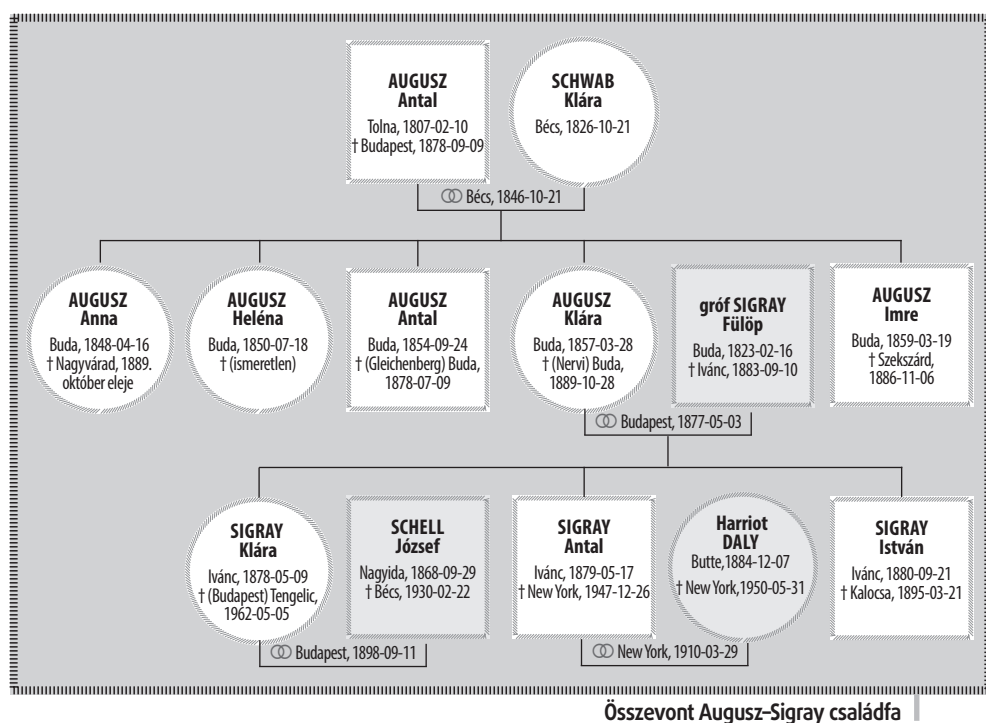 AUGUSZ
Antal
Tolna, 1807-02-10
† Budapest, 1878-09-09
SCHWAB
Klára
Bécs, 1826-10-21
Bécs, 1846-10-21
AUGUSZ
Anna
Buda, 1848-04-16
† Nagyvárad, 1889.
október eleje
AUGUSZ
Heléna
Buda, 1850-07-18
† (ismeretlen)
AUGUSZ
Antal
Buda, 1854-09-24
† (Gleichenberg) Buda,
1878-07-09
AUGUSZ
Klára
Buda, 1857-03-28
† (Nervi) Buda,
1889-10-28
gróf SIGRAY
Fülöp
Buda, 1823-02-16
† Ivánc, 1883-09-10
AUGUSZ
Imre
Buda, 1859-03-19
† Szekszárd,
1886-11-06
Budapest, 1877-05-03
SIGRAY
Klára
Ivánc, 1878-05-09
† (Budapest) Tengelic,
1962-05-05
SCHELL
József
Nagyida, 1868-09-29
† Bécs, 1930-02-22
SIGRAY
Antal
Ivánc, 1879-05-17
† New York, 1947-12-26
Harriot
DALY
Butte,1884-12-07
† New York,1950-05-31
SIGRAY
István
Ivánc, 1880-09-21
† Kalocsa, 1895-03-21
Budapest, 1898-09-11
New York, 1910-03-29
Összevont Augusz–Sigray családfa